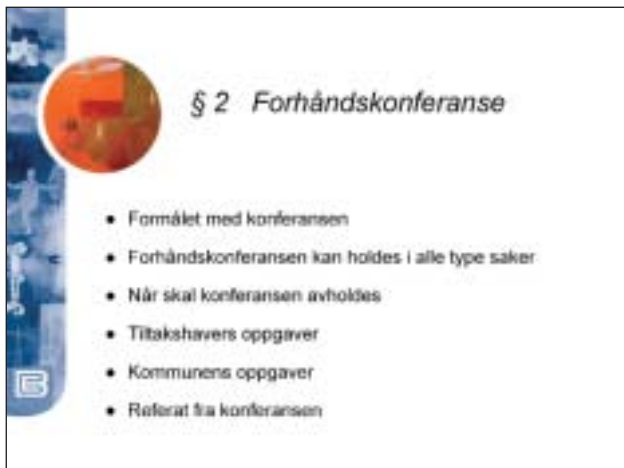 § 2 Forhåndskonferanse
● Formålet med konferansen
● Forhåndskonferansen kan holdes i alle type saker
● Når skal konferansen avholdes
● Tiltakshavers oppgaver
● Kommunens oppgaver
● Referat fra konferansen